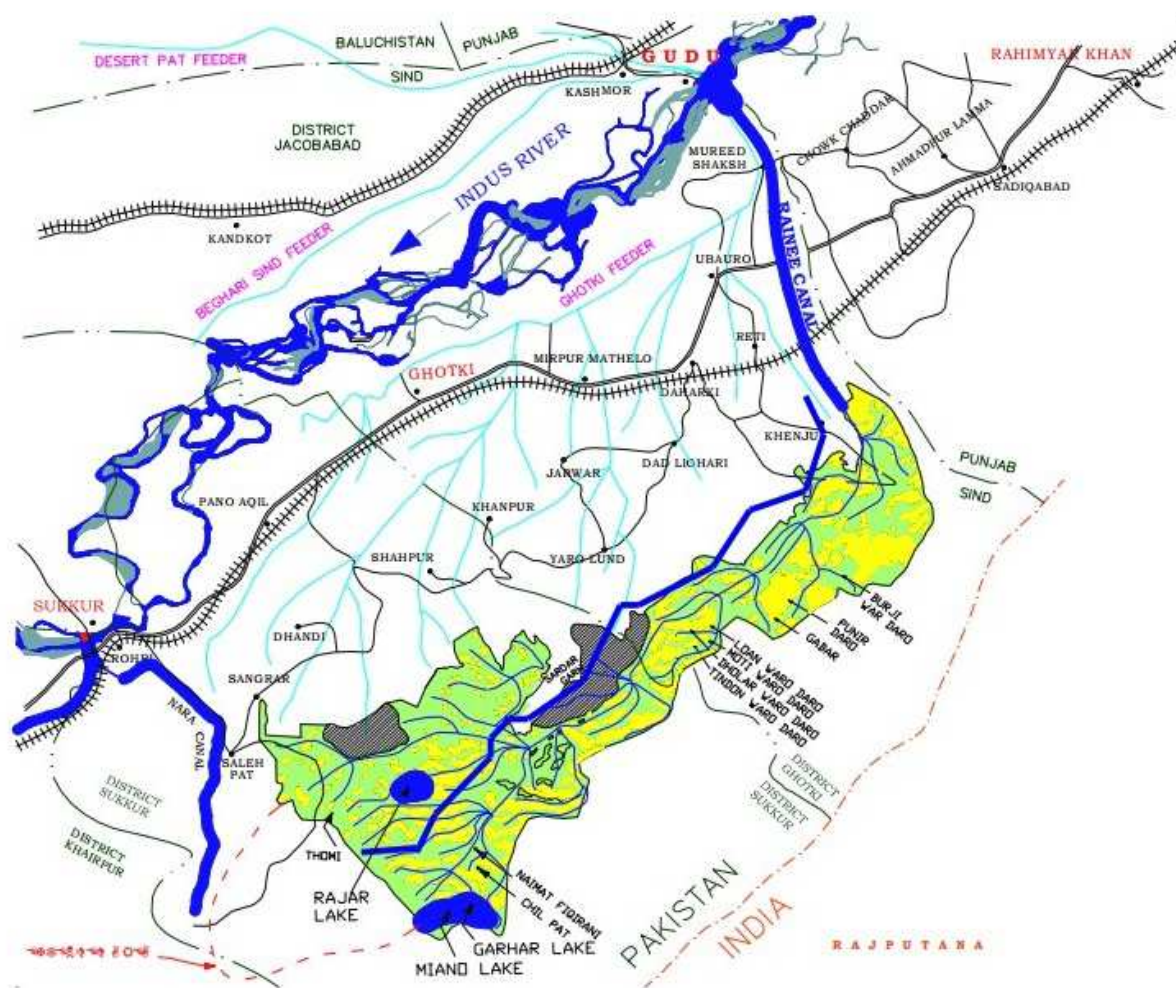 BALUCHISTAN
PUNJAB
DESERT PAT FEEDER
SIND
GUDU
KASHMOR
RAHIMYAR KHAN
DISTRICT
JACOBABAD
INDUS RIVER
MUREED
SHAKSH
CHOWK CHADDAR
AHMADPUR LAMMA
SADIQABAD
KANDKOT
BEGHARI SIND FEEDER
GHOTKI FEEDER
UBAURO
RAINEE CANAL
RETI
MIRPUR MATHELO
GHOTKI
DAHARKI
KHENJU
PUNJAB
SIND
JARWAR
DAD LIGHARI
PANO AQIL
KHANPUR
SHAHPUR
YARO LUND
SUKKUR
DHANDI
ROHRI
SANGRAR
NARA
CANAL
SALEH
PAT
SARDAR
GARH
BURJI
WAR DARO
PUNIR
DARO
GABAR
LOAN WARO DARO
MOTI WARO DARO
DHOLAR WARO DARO
TINDON WARO DARO
DISTRICT
GHOTKI
DISTRICT
SUKKUR
DISTRICT
SUKKUR
DISTRICT
KHAIRPUR
THOMI
RAJAR
LAKE
NAIMAT FIQIRANI
CHIL PAT
GARHAR LAKE
MIANO LAKE
PAKISTAN
INDIA
RAJPUTANA